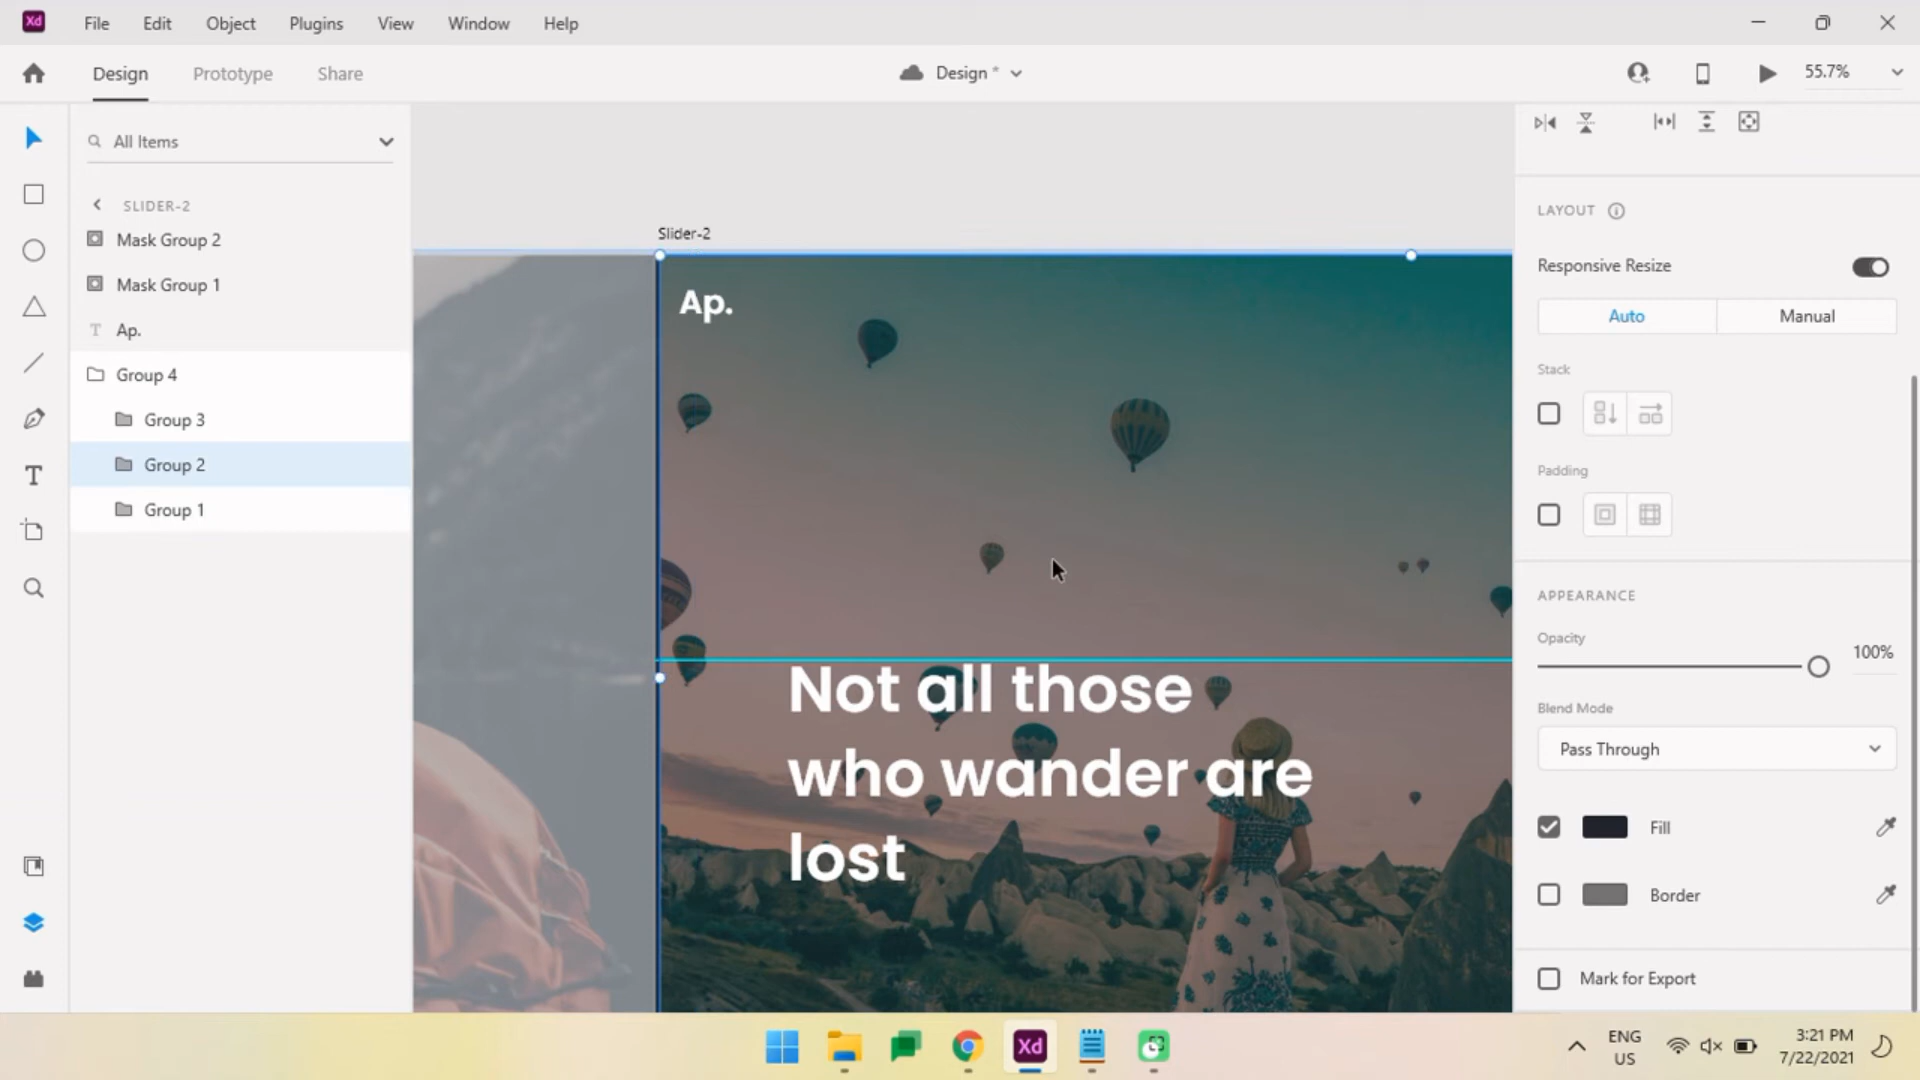 Xd File Edit Object Plugins View Window Help
Design Prototype Share Design * 55.7%
All Items
SLIDER-2
Mask Group 2
Mask Group 1
T Ap.
Group 4
Group 3
Group 2
Group 1
Slider-2
Ap.
Not all those
who wander are
lost
LAYOUT
Responsive Resize
Auto Manual
Stack
Padding
APPEARANCE
Opacity
100%
Blend Mode
Pass Through
Fill
Border
Mark for Export
Xd
ENG
US
3:21 PM
7/22/2021